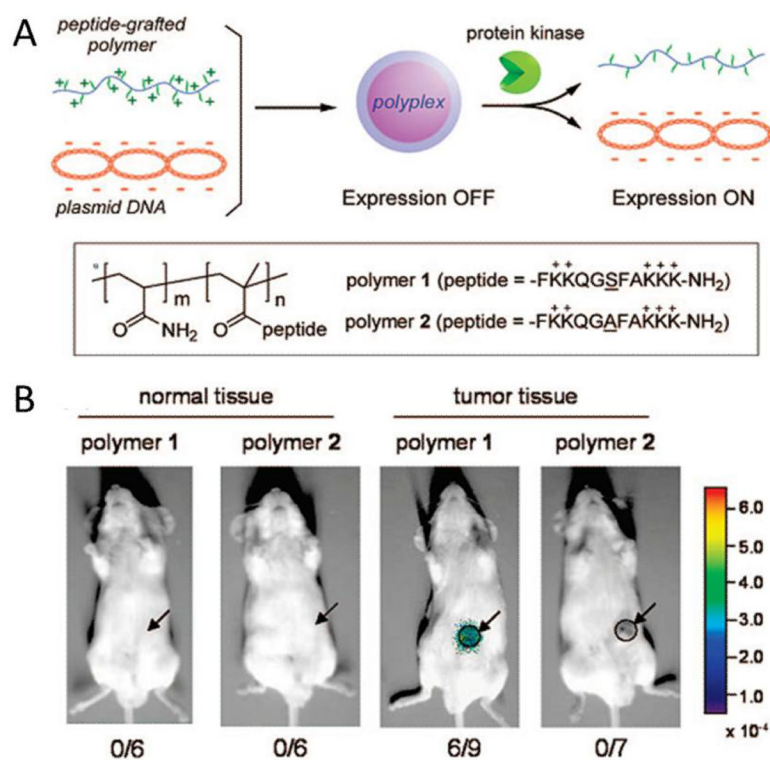 A
peptide-grafted
polymer
plasmid DNA
polyplex
Expression OFF
protein kinase
Expression ON
m
n
O
NH2
O
peptide
polymer 1 (peptide = -FKKQGSFAKKKK-NH2)
+ + + + +
polymer 2 (peptide = -FKKQGAFAKKKK-NH2)
+ + + + +
B
normal tissue
tumor tissue
polymer 1
polymer 2
polymer 1
polymer 2
6.0
5.0
4.0
3.0
2.0
1.0
x 10-4
0/6
0/6
6/9
0/7